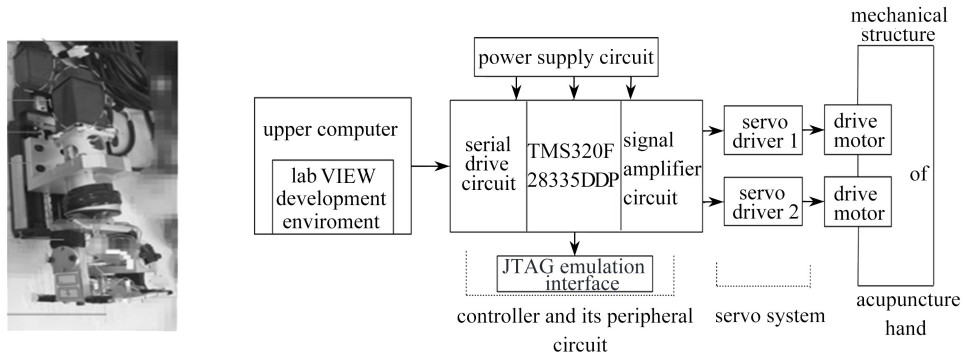 mechanical
structure
power supply circuit
upper computer
lab VIEW
development
enviroment
serial
drive
circuit
TMS320F
28335DDP
signal
amplifier
circuit
servo
driver 1
drive
motor
servo
driver 2
drive
motor
of
JTAG emulation
interface
controller and its peripheral
circuit
servo system
acupuncture
hand